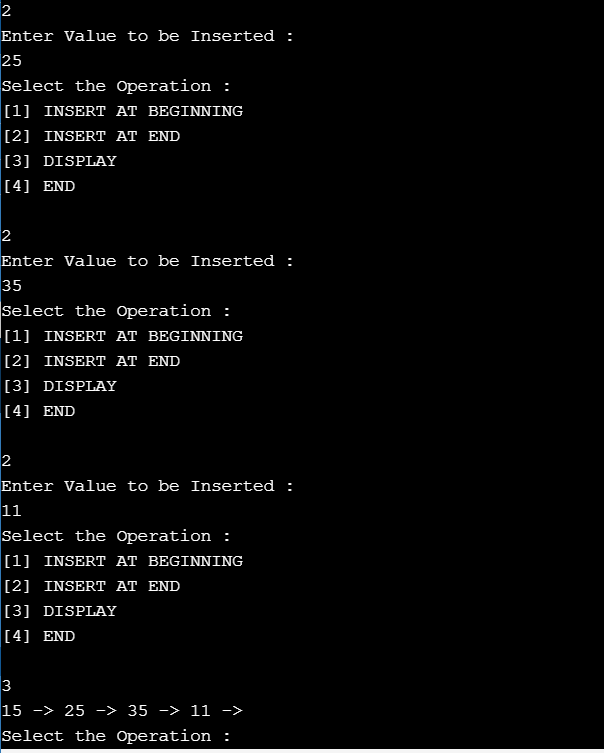 2
Enter Value to be Inserted :
25
Select the Operation :
[1] INSERT AT BEGINNING
[2] INSERT AT END
[3] DISPLAY
[4] END
2
Enter Value to be Inserted :
35
Select the Operation :
[1] INSERT AT BEGINNING
[2] INSERT AT END
[3] DISPLAY
[4] END
2
Enter Value to be Inserted :
11
Select the Operation :
[1] INSERT AT BEGINNING
[2] INSERT AT END
[3] DISPLAY
[4] END
3
15 -> 25 -> 35 -> 11 ->
Select the Operation :